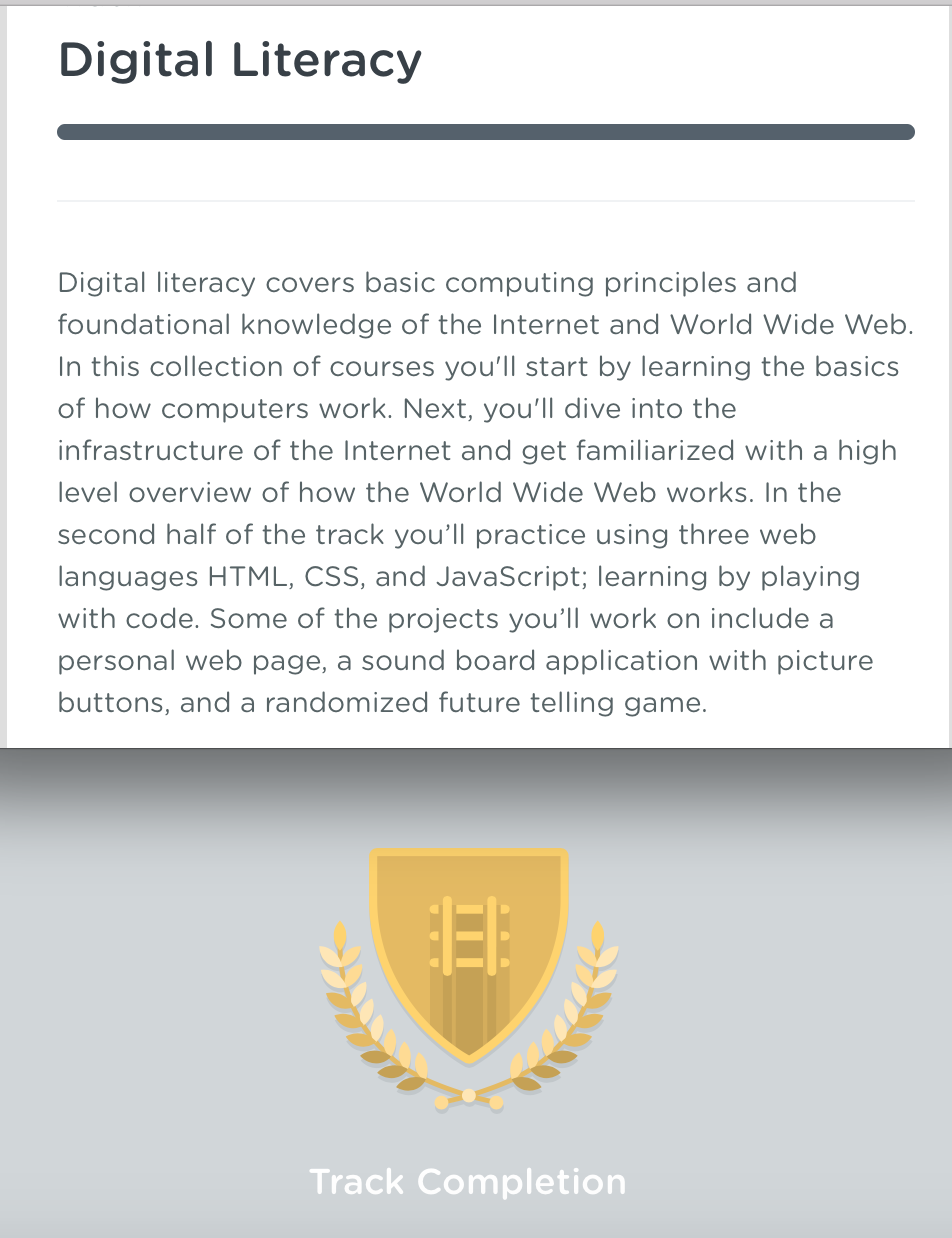 Digital Literacy
Digital literacy covers basic computing principles and
foundational knowledge of the Internet and World Wide Web.
In this collection of courses you'll start by learning the basics
of how computers work. Next, you'll dive into the
infrastructure of the Internet and get familiarized with a high
level overview of how the World Wide Web works. In the
second half of the track you’ll practice using three web
languages HTML, CSS, and JavaScript; learning by playing
with code. Some of the projects you’ll work on include a
personal web page, a sound board application with picture
buttons, and a randomized future telling game.
Track Completion